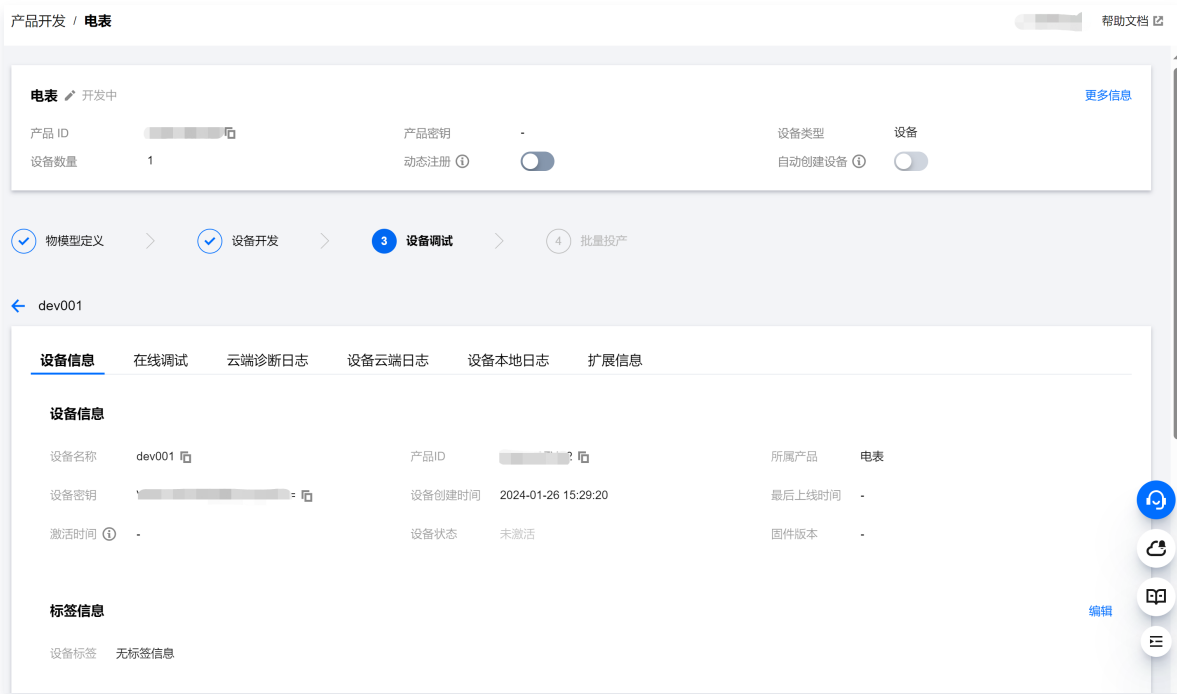 产品开发 / 电表
帮助文档
电表 开发中
更多信息
产品 ID
产品密钥 -
设备类型 设备
设备数量 1
动态注册
自动创建设备
物模型定义
设备开发
3 设备调试
4 批量投产
dev001
设备信息 在线调试 云端诊断日志 设备云端日志 设备本地日志 扩展信息
设备信息
设备名称 dev001
产品ID
所属产品 电表
设备密钥
设备创建时间 2024-01-26 15:29:20
最后上线时间 -
激活时间 -
设备状态 未激活
固件版本 -
标签信息
编辑
设备标签 无标签信息